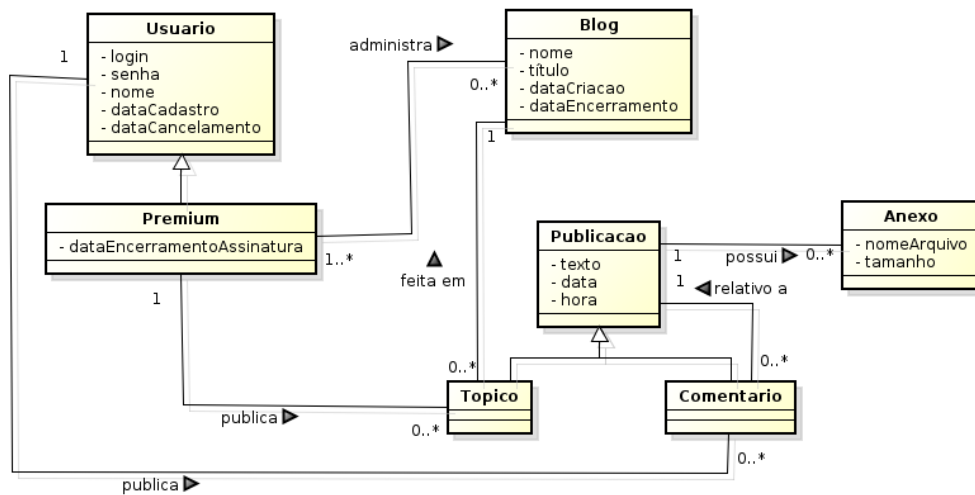 Usuario
- login
- senha
- nome
- dataCadastro
- dataCancelamento
1
administra
0..*
Blog
- nome
- título
- dataCriacao
- dataEncerramento
1
Premium
- dataEncerramentoAssinatura
1..*
1
feita em
Publicacao
- texto
- data
- hora
1
possui
0..*
Anexo
- nomeArquivo
- tamanho
1
relativo a
0..*
0..*
Topico
Comentario
publica
0..*
0..*
publica